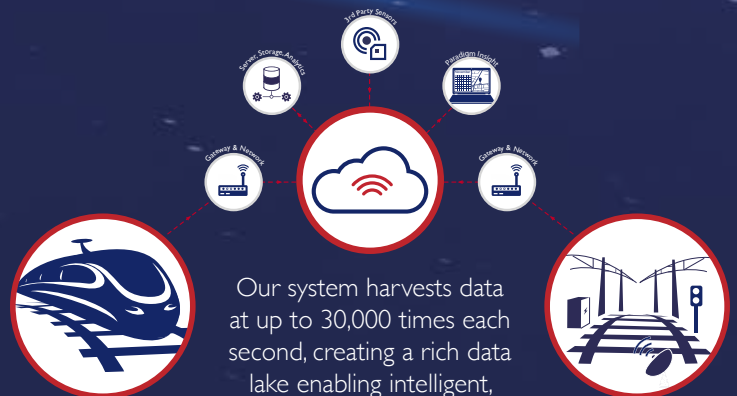 3rd Party Sensors
Server, Storage, Analytics
Paradigm Insight
Gateway & Network
Gateway & Network
Our system harvests data
at up to 30,000 times each
second, creating a rich data
lake enabling intelligent,